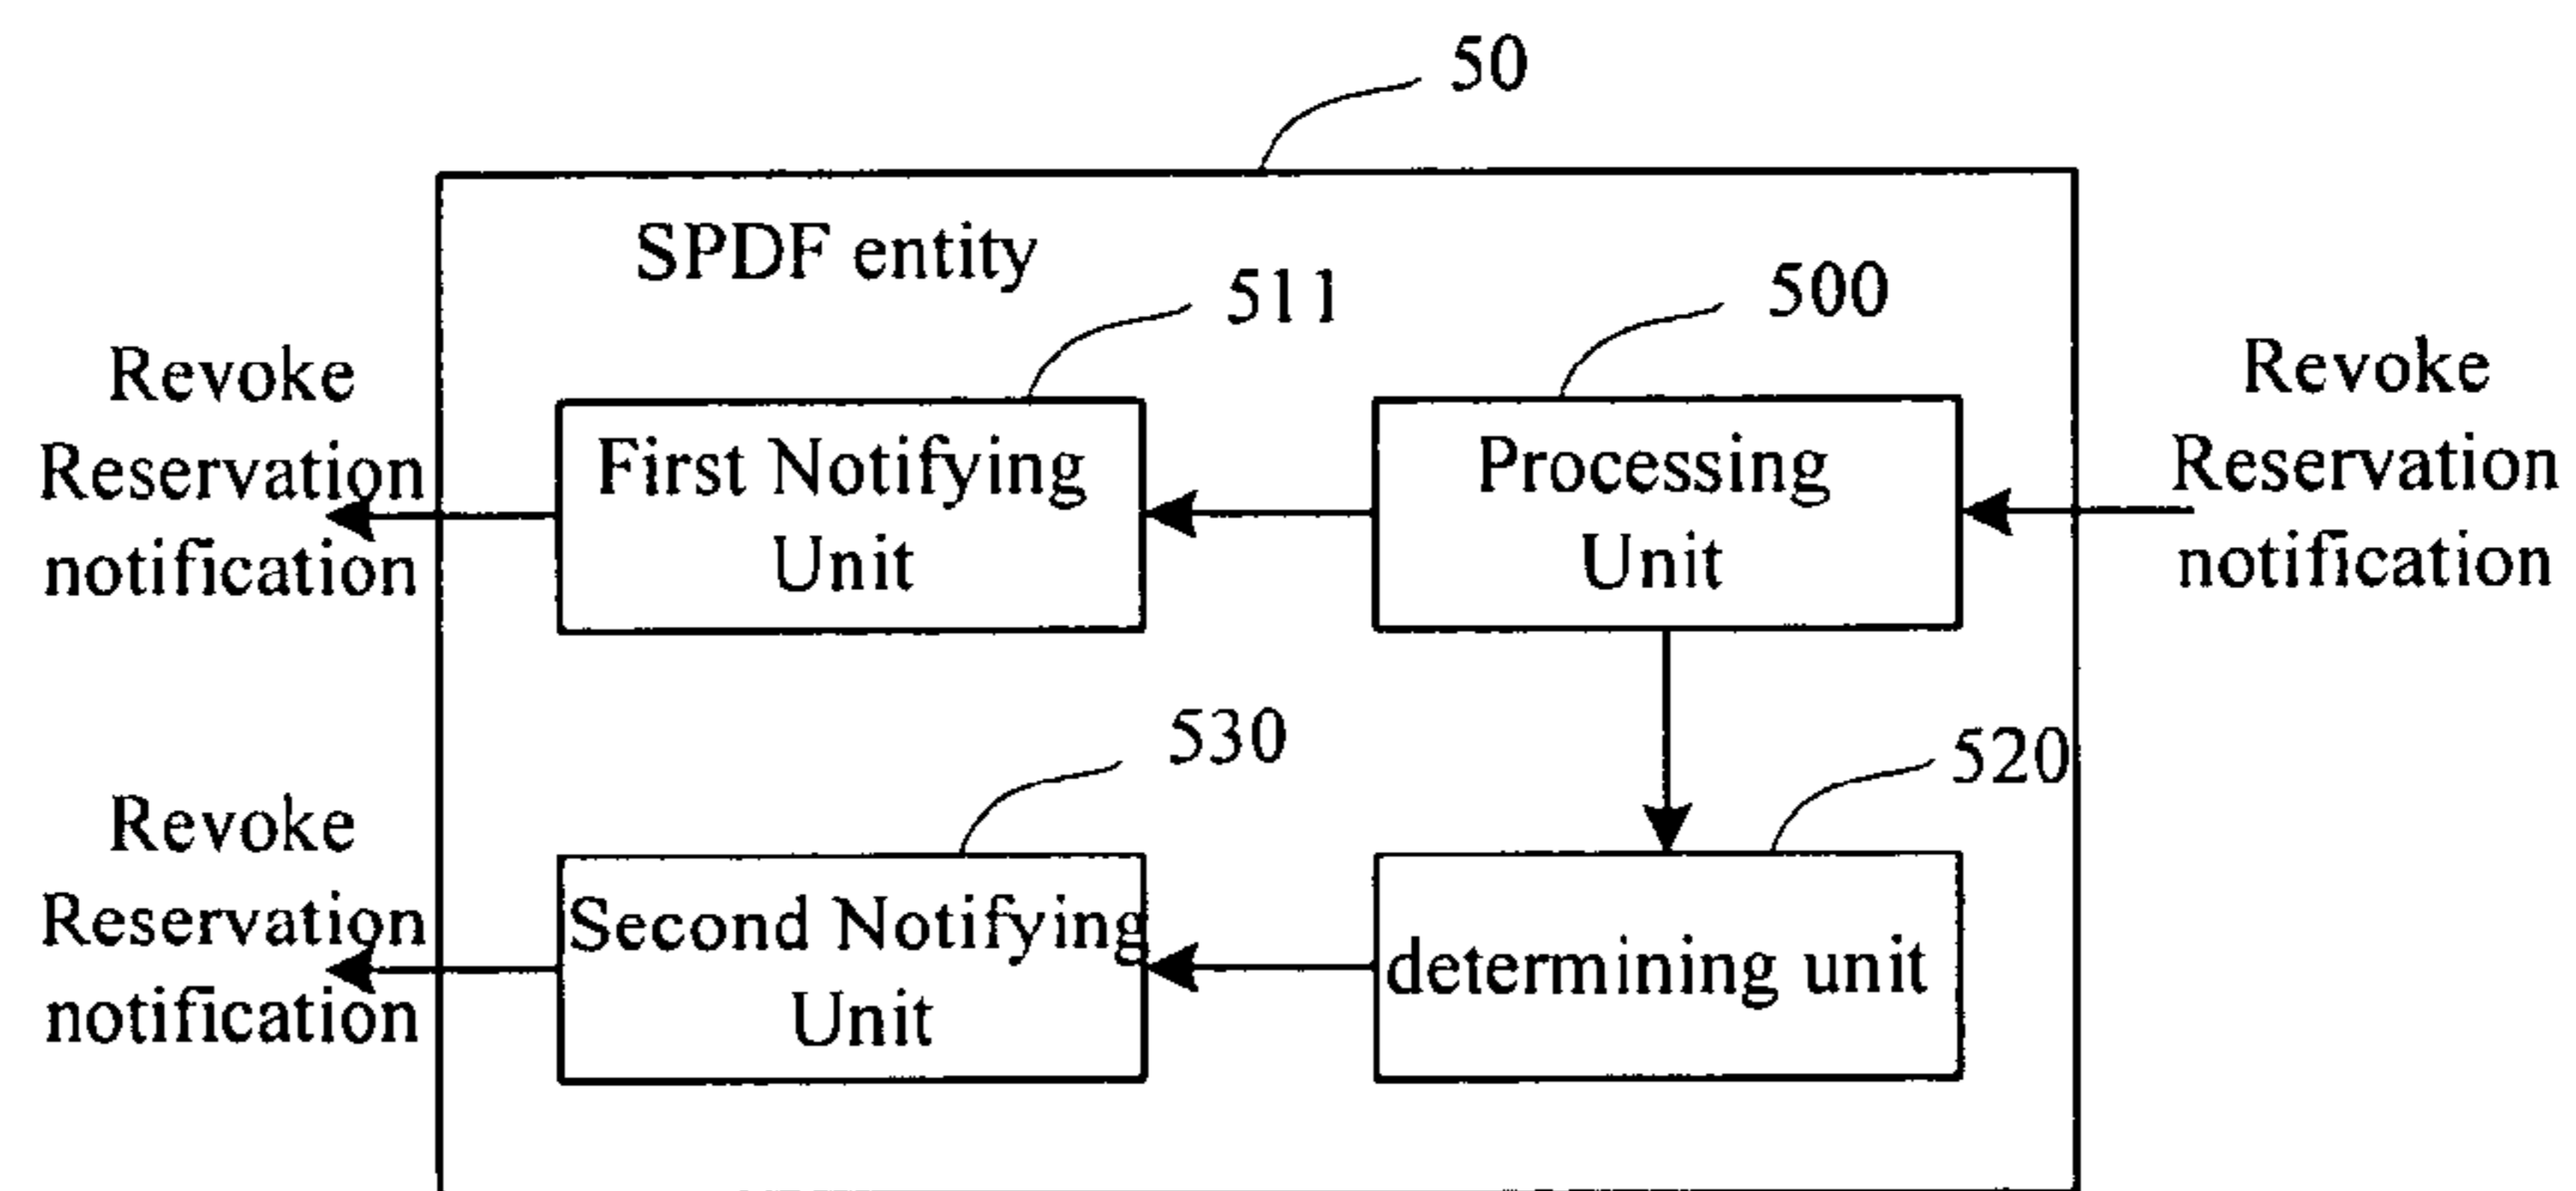 50
SPDF entity
511
500
Revoke
Reservation
notification
First Notifying
Unit
Processing
Unit
Revoke
Reservation
notification
530
520
Revoke
Reservation
notification
Second Notifying
Unit
determining unit